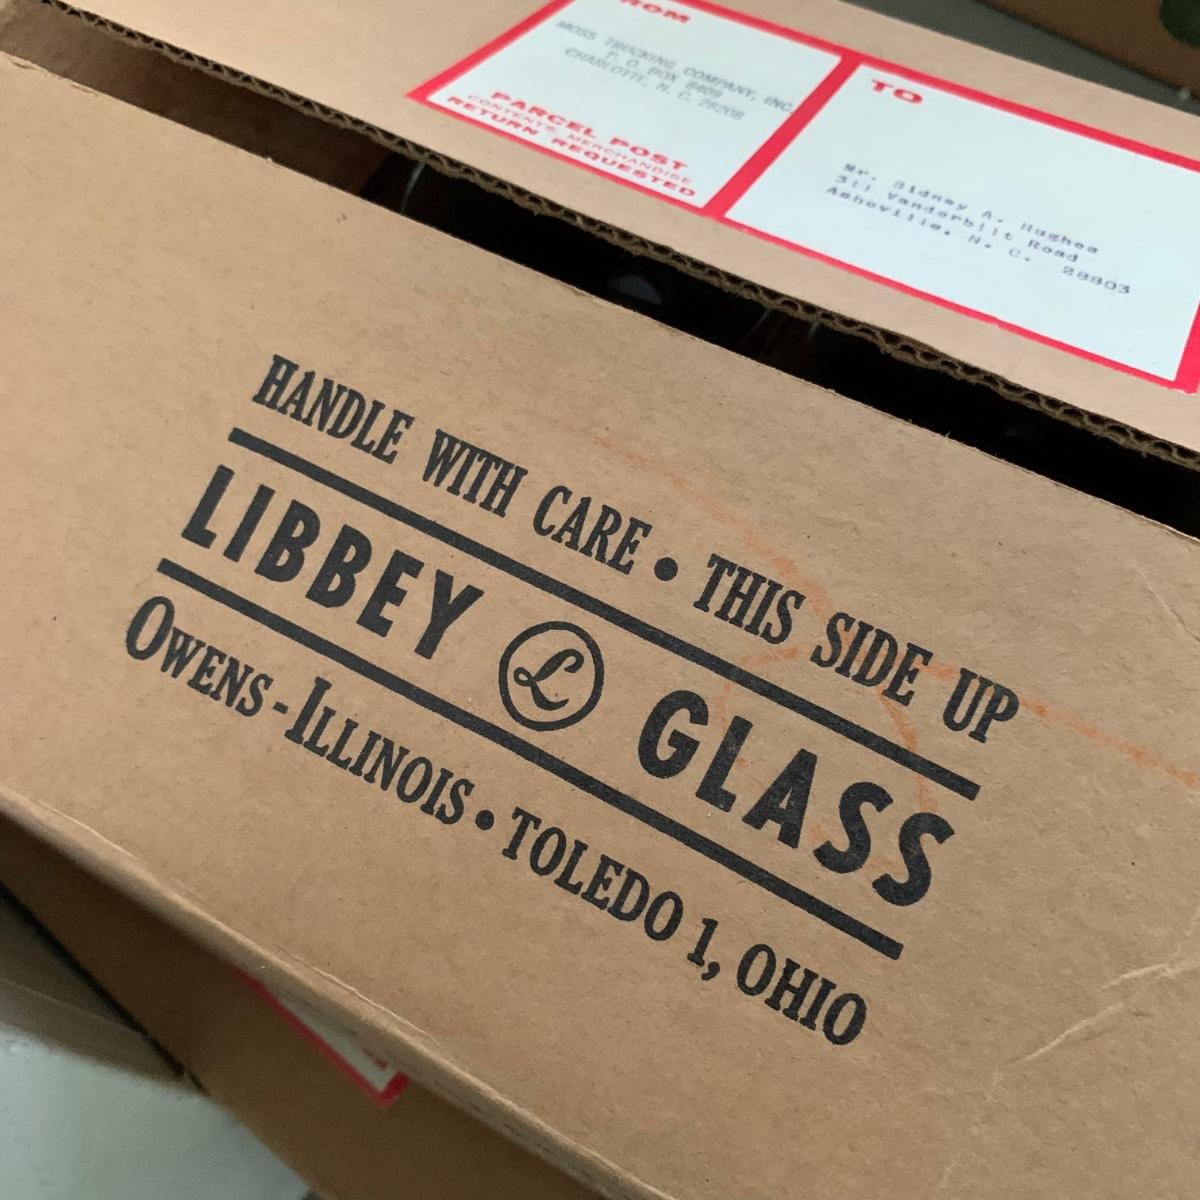 FROM
MOSS TRUCKING COMPANY, INC.
P. O. BOX 8409
CHARLOTTE, N. C. 28208
PARCEL POST
CONTENTS: MERCHANDISE
RETURN REQUESTED
TO
Mr. Sidney A. Hughes
311 Vanderbilt Road
Asheville, N. C. 28803
HANDLE WITH CARE • THIS SIDE UP
LIBBEY L GLASS
OWENS-ILLINOIS • TOLEDO 1, OHIO